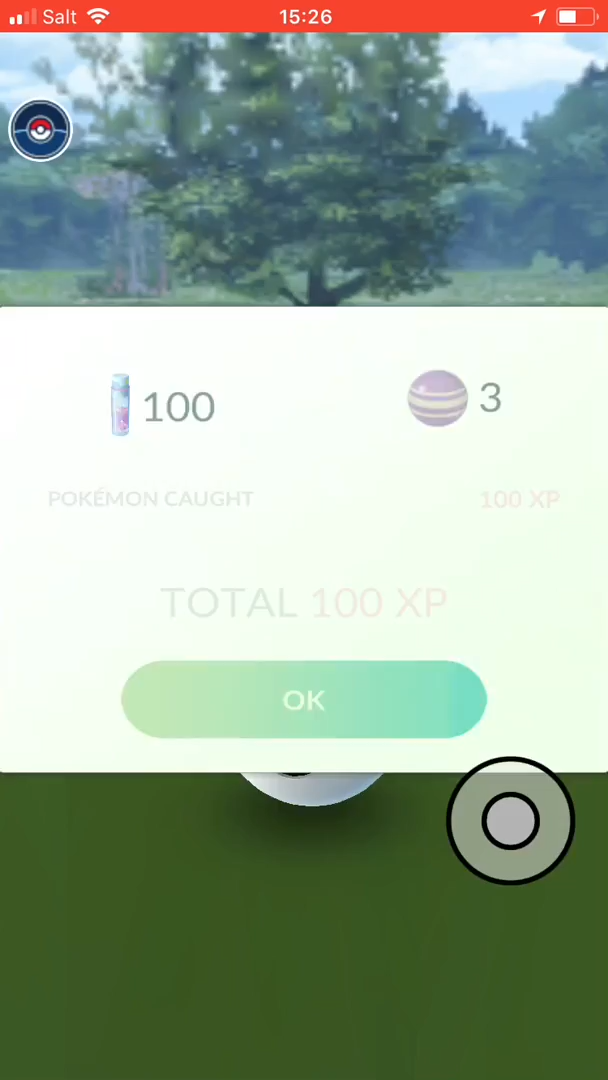 Salt 15:26
100 3
POKÉMON CAUGHT 100 XP
TOTAL 100 XP
OK